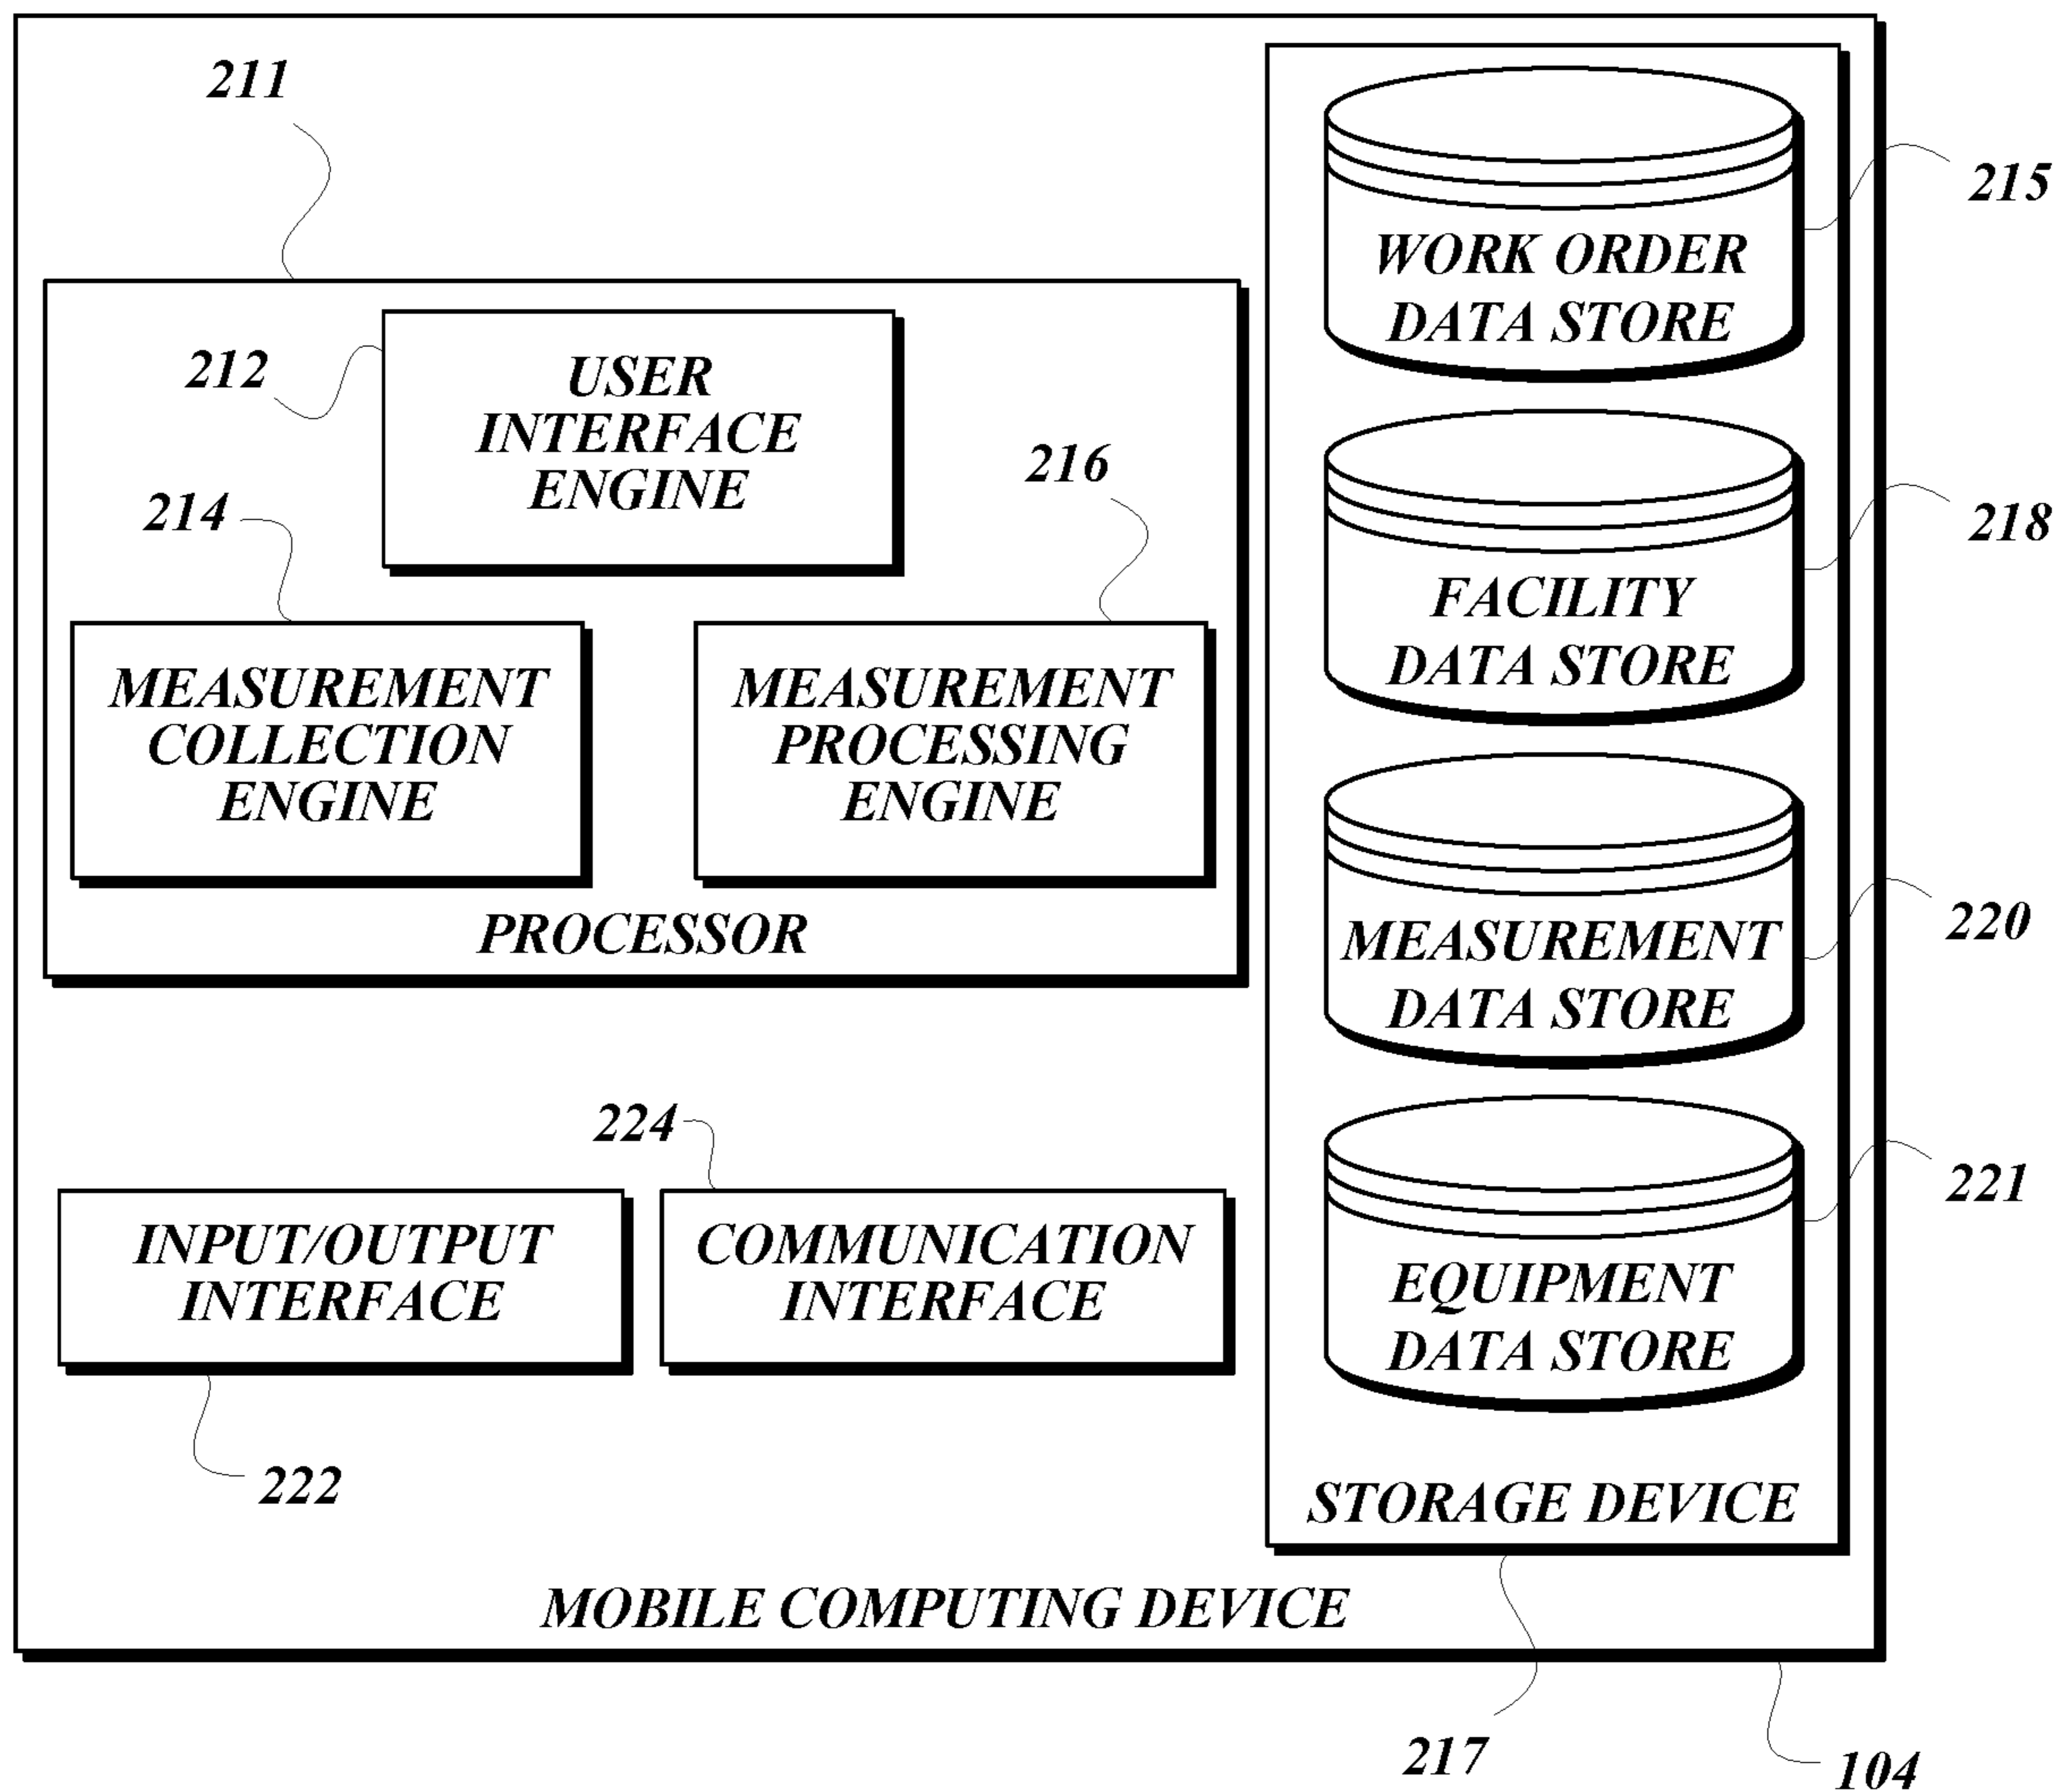 211
212
USER
INTERFACE
ENGINE
214
216
MEASUREMENT
COLLECTION
ENGINE
MEASUREMENT
PROCESSING
ENGINE
PROCESSOR
224
INPUT/OUTPUT
INTERFACE
COMMUNICATION
INTERFACE
222
WORK ORDER
DATA STORE
215
FACILITY
DATA STORE
218
MEASUREMENT
DATA STORE
220
EQUIPMENT
DATA STORE
221
STORAGE DEVICE
MOBILE COMPUTING DEVICE
217
104